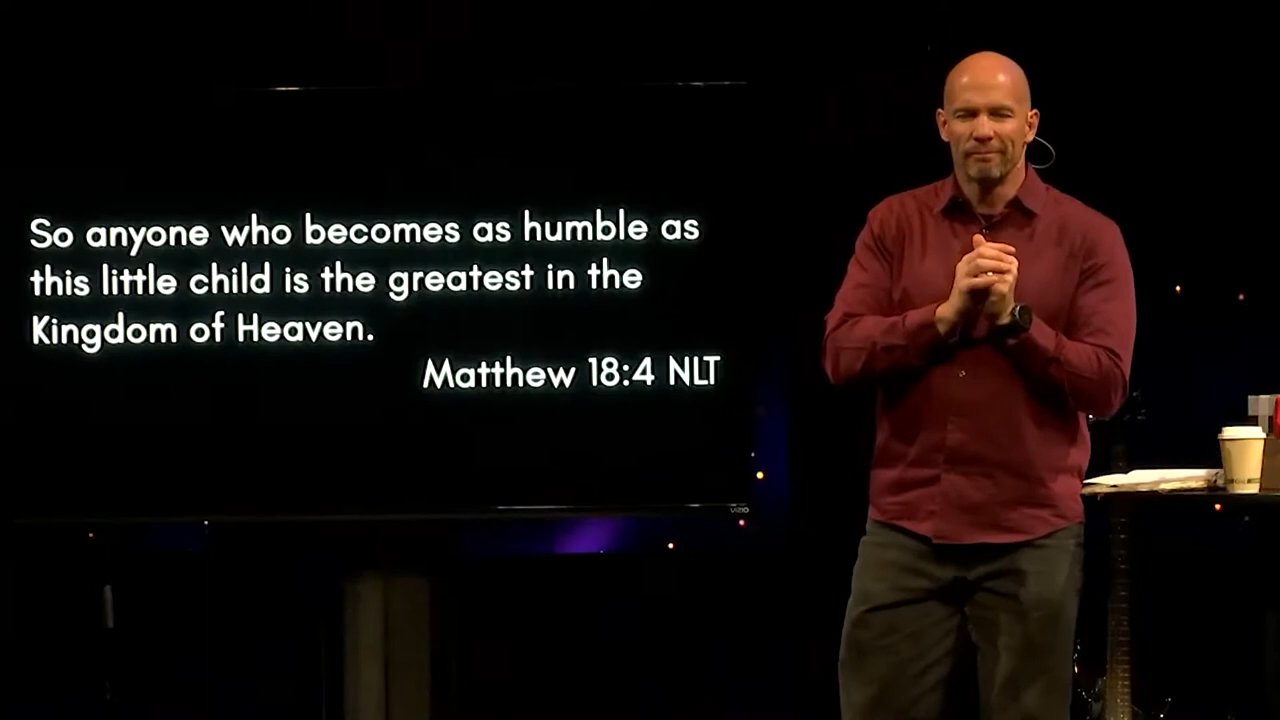 So anyone who becomes as humble as
this little child is the greatest in the
Kingdom of Heaven.
Matthew 18:4 NLT
VIZIO